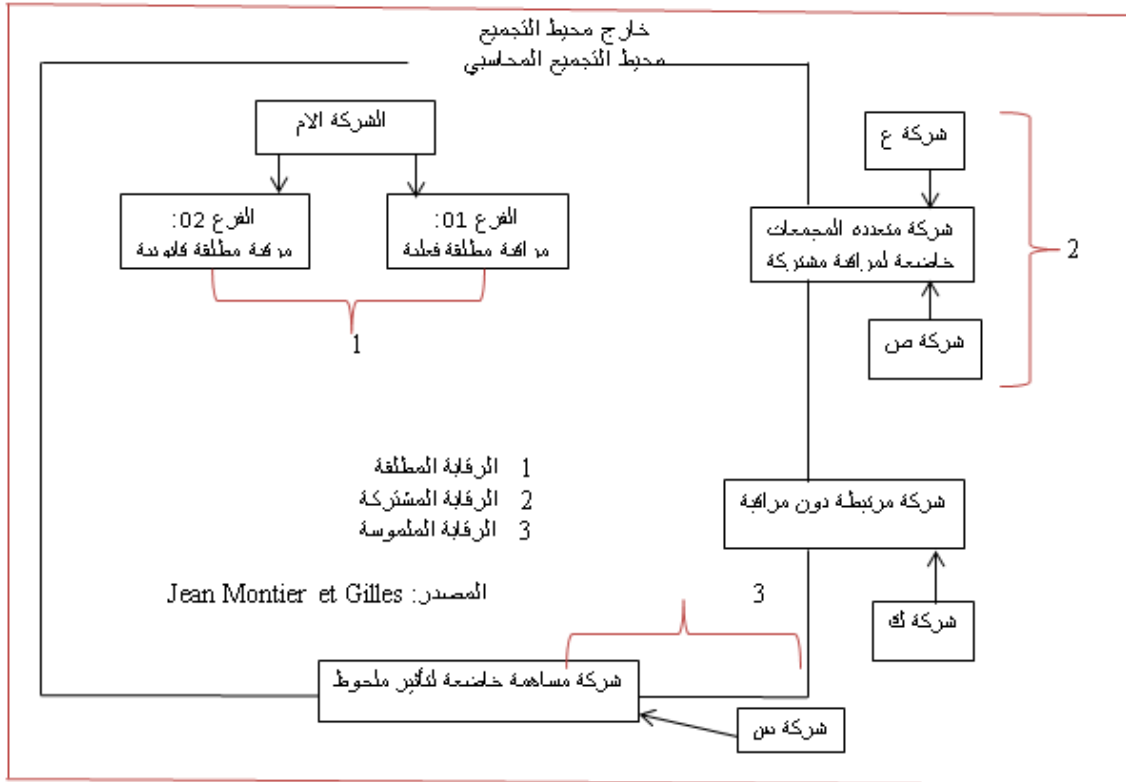 خارج محيط التجميع
محيط التجميع المحاسبي
الشركة الام
شركة ع
الفرع 01:
مراقبة مطلقة فعلية
الفرع 02:
مراقبة مطلقة قانونية
شركة متعدده المجمعات
خاضعة لمراقبة مشتركة
2
1
شركة ص
1 الرقابة المطلقة
2 الرقابة المشتركة
3 الرقابة الملموسة
شركة مرتبطة دون مراقبة
المصدر: Jean Montier et Gilles
3
شركة ك
شركة مساهمة خاضعة لتأثير ملحوظ
شركة س